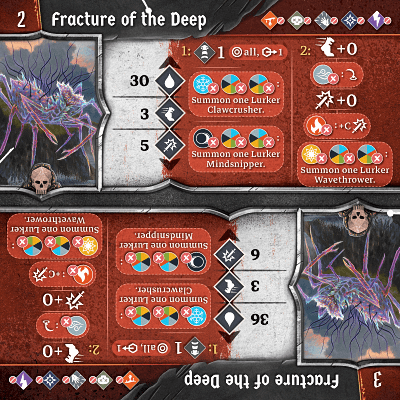 2 Fracture of the Deep
1: 1 all, 1
2: +0
30
3
5
Summon one Lurker
Clawcrusher.
Summon one Lurker
Mindsnipper.
:
+0
: +C
Summon one Lurker
Wavethrower.
3 Fracture of the Deep
1: 1 all, 1
2: +0
36
3
6
Summon one Lurker
Clawcrusher.
Summon one Lurker
Mindsnipper.
:
+0
: +C
Summon one Lurker
Wavethrower.